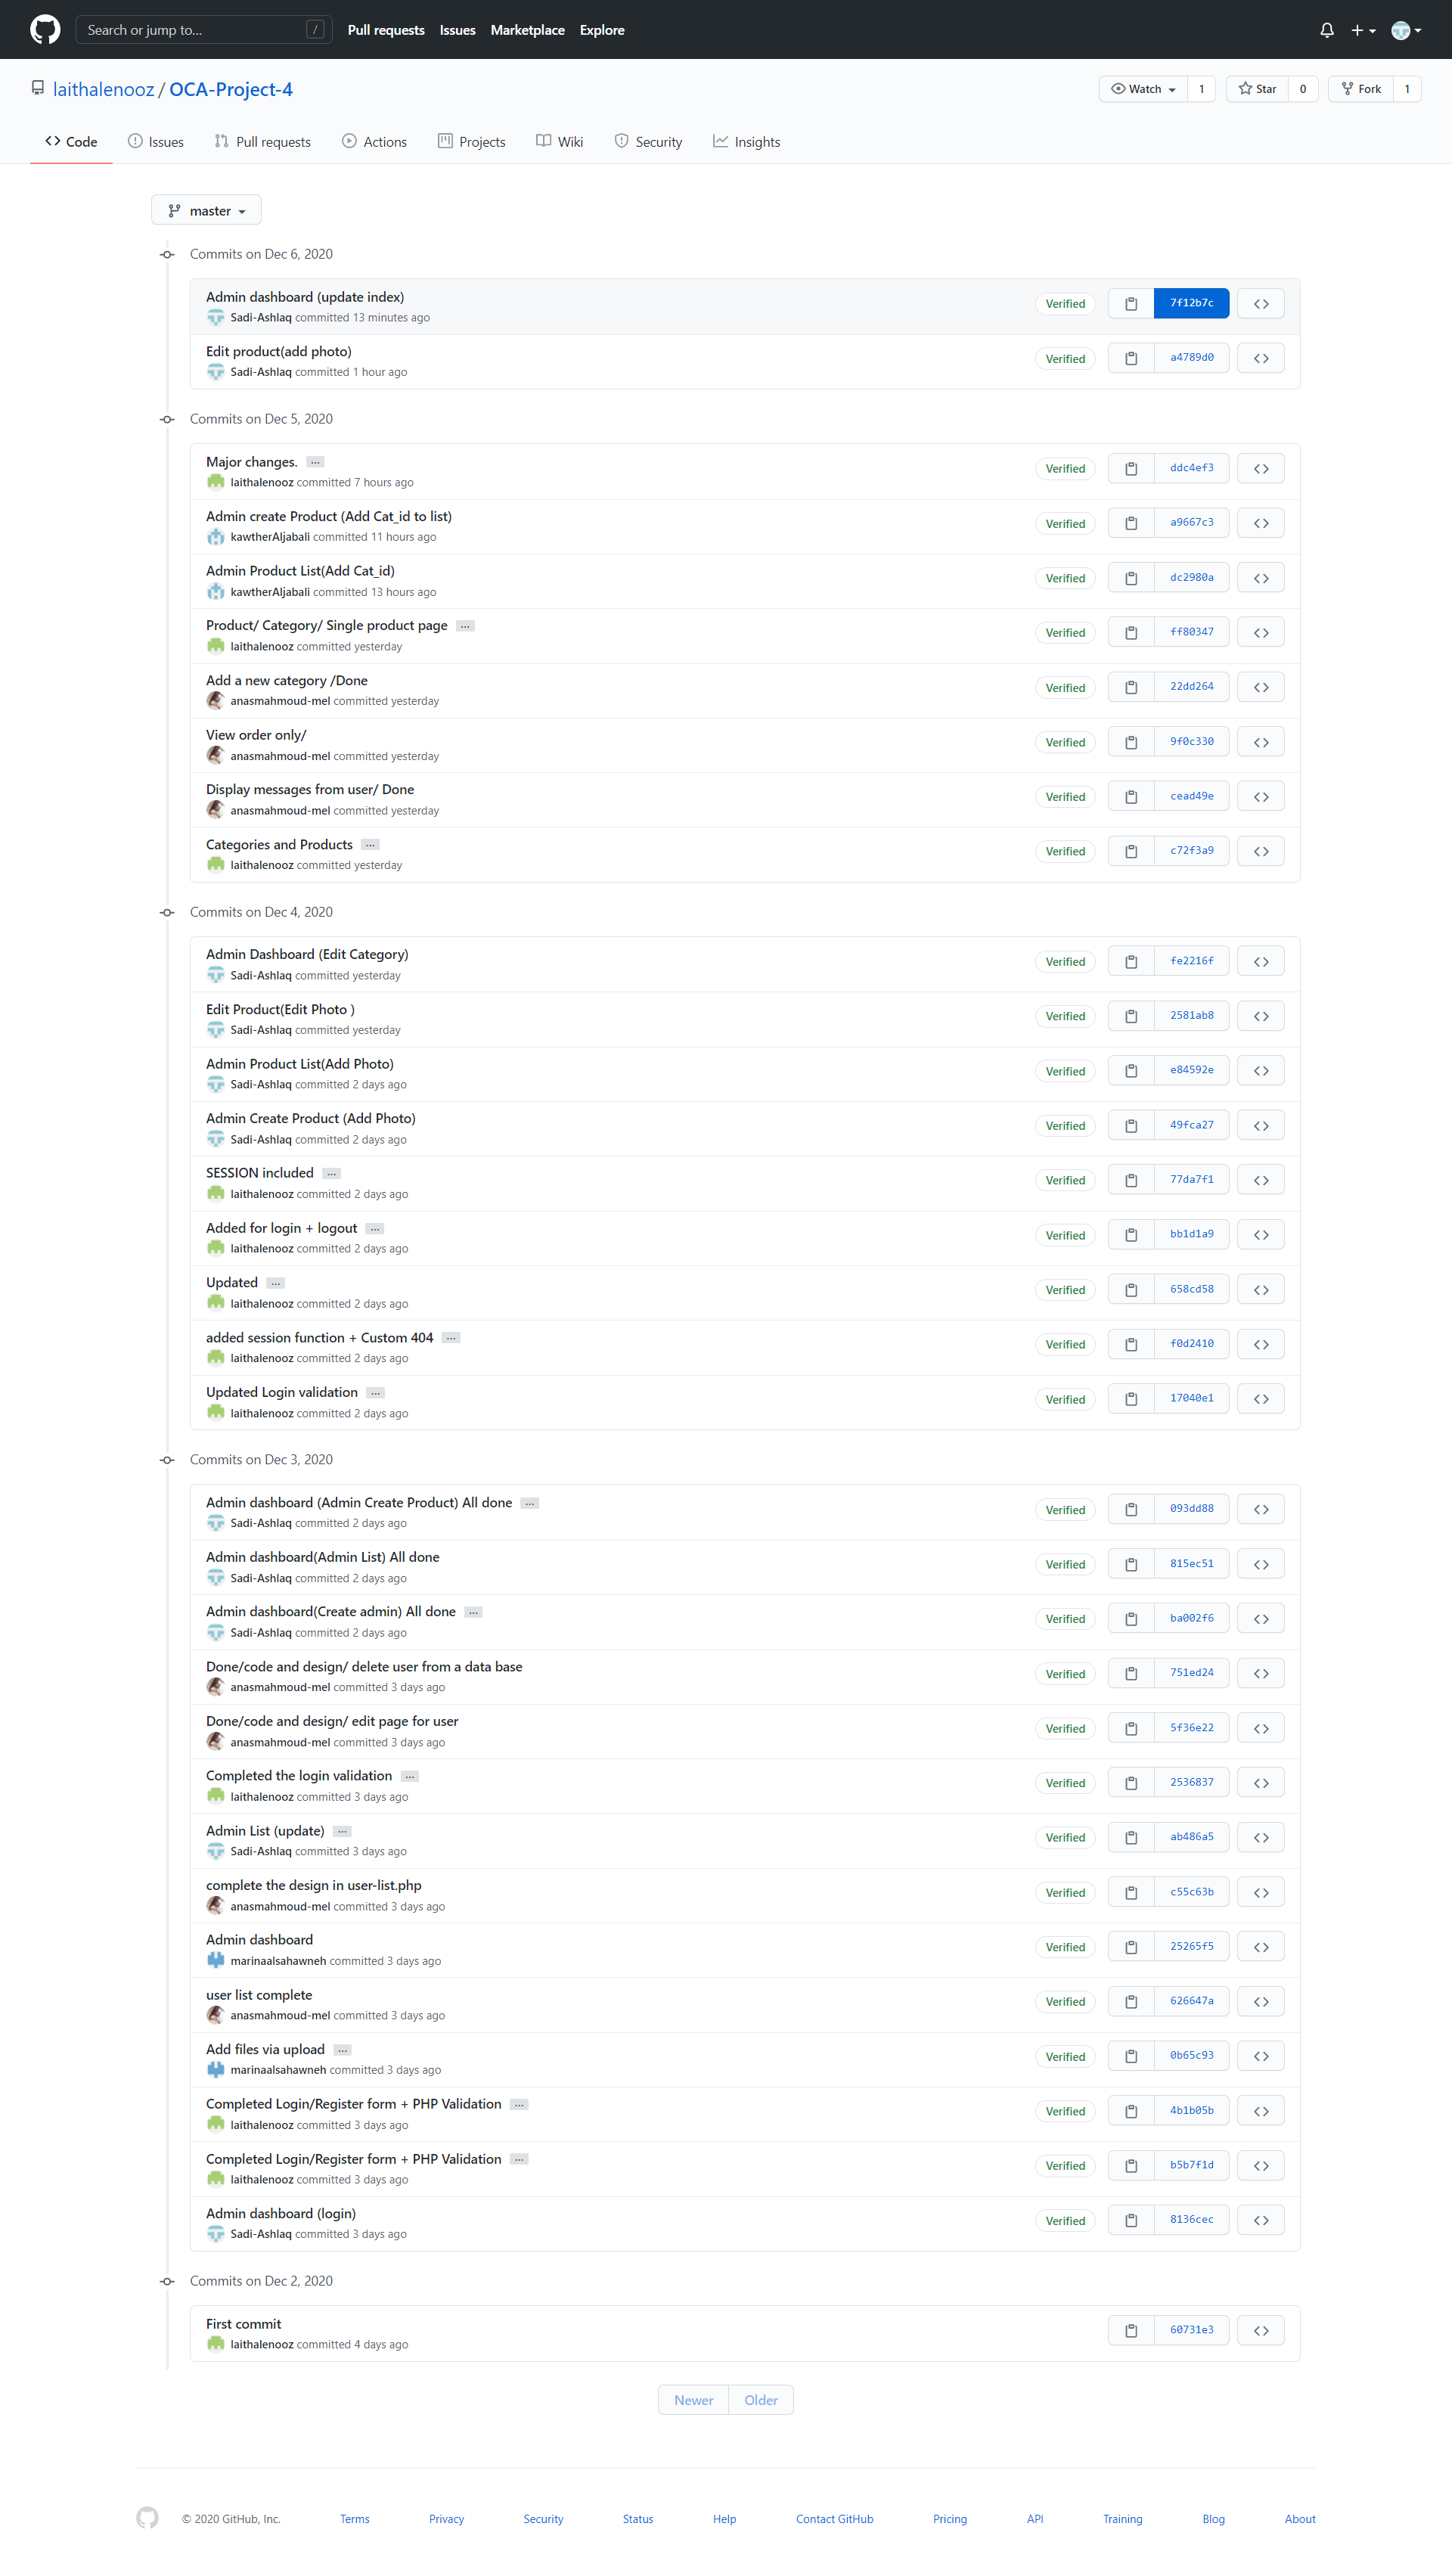 Search or jump to... /
Pull requests Issues Marketplace Explore
laithalenooz / OCA-Project-4
Watch 1 Star 0 Fork 1
Code Issues Pull requests Actions Projects Wiki Security Insights
master
Commits on Dec 6, 2020
Admin dashboard (update index)
Sadi-Ashlaq committed 13 minutes ago
Verified 7f12b7c
Edit product(add photo)
Sadi-Ashlaq committed 1 hour ago
Verified a4789d0
Commits on Dec 5, 2020
Major changes. ...
laithalenooz committed 7 hours ago
Verified ddc4ef3
Admin create Product (Add Cat_id to list)
kawtherAljabali committed 11 hours ago
Verified a9667c3
Admin Product List(Add Cat_id)
kawtherAljabali committed 13 hours ago
Verified dc2980a
Product/ Category/ Single product page ...
laithalenooz committed yesterday
Verified ff80347
Add a new category /Done
anasmahmoud-mel committed yesterday
Verified 22dd264
View order only/
anasmahmoud-mel committed yesterday
Verified 9f0c330
Display messages from user/ Done
anasmahmoud-mel committed yesterday
Verified cead49e
Categories and Products ...
laithalenooz committed yesterday
Verified c72f3a9
Commits on Dec 4, 2020
Admin Dashboard (Edit Category)
Sadi-Ashlaq committed yesterday
Verified fe2216f
Edit Product(Edit Photo )
Sadi-Ashlaq committed yesterday
Verified 2581ab8
Admin Product List(Add Photo)
Sadi-Ashlaq committed 2 days ago
Verified e84592e
Admin Create Product (Add Photo)
Sadi-Ashlaq committed 2 days ago
Verified 49fca27
SESSION included ...
laithalenooz committed 2 days ago
Verified 77da7f1
Added for login + logout ...
laithalenooz committed 2 days ago
Verified bb1d1a9
Updated ...
laithalenooz committed 2 days ago
Verified 658cd58
added session function + Custom 404 ...
laithalenooz committed 2 days ago
Verified f0d2410
Updated Login validation ...
laithalenooz committed 2 days ago
Verified 17040e1
Commits on Dec 3, 2020
Admin dashboard (Admin Create Product) All done ...
Sadi-Ashlaq committed 2 days ago
Verified 093dd88
Admin dashboard(Admin List) All done
Sadi-Ashlaq committed 2 days ago
Verified 815ec51
Admin dashboard(Create admin) All done ...
Sadi-Ashlaq committed 2 days ago
Verified ba002f6
Done/code and design/ delete user from a data base
anasmahmoud-mel committed 3 days ago
Verified 751ed24
Done/code and design/ edit page for user
anasmahmoud-mel committed 3 days ago
Verified 5f36e22
Completed the login validation ...
laithalenooz committed 3 days ago
Verified 2536837
Admin List (update) ...
Sadi-Ashlaq committed 3 days ago
Verified ab486a5
complete the design in user-list.php
anasmahmoud-mel committed 3 days ago
Verified c55c63b
Admin dashboard
marinaalsahawneh committed 3 days ago
Verified 25265f5
user list complete
anasmahmoud-mel committed 3 days ago
Verified 626647a
Add files via upload ...
marinaalsahawneh committed 3 days ago
Verified 0b65c93
Completed Login/Register form + PHP Validation ...
laithalenooz committed 3 days ago
Verified 4b1b05b
Completed Login/Register form + PHP Validation ...
laithalenooz committed 3 days ago
Verified b5b7f1d
Admin dashboard (login)
Sadi-Ashlaq committed 3 days ago
Verified 8136cec
Commits on Dec 2, 2020
First commit
laithalenooz committed 4 days ago
60731e3
Newer Older
© 2020 GitHub, Inc. Terms Privacy Security Status Help Contact GitHub Pricing API Training Blog About